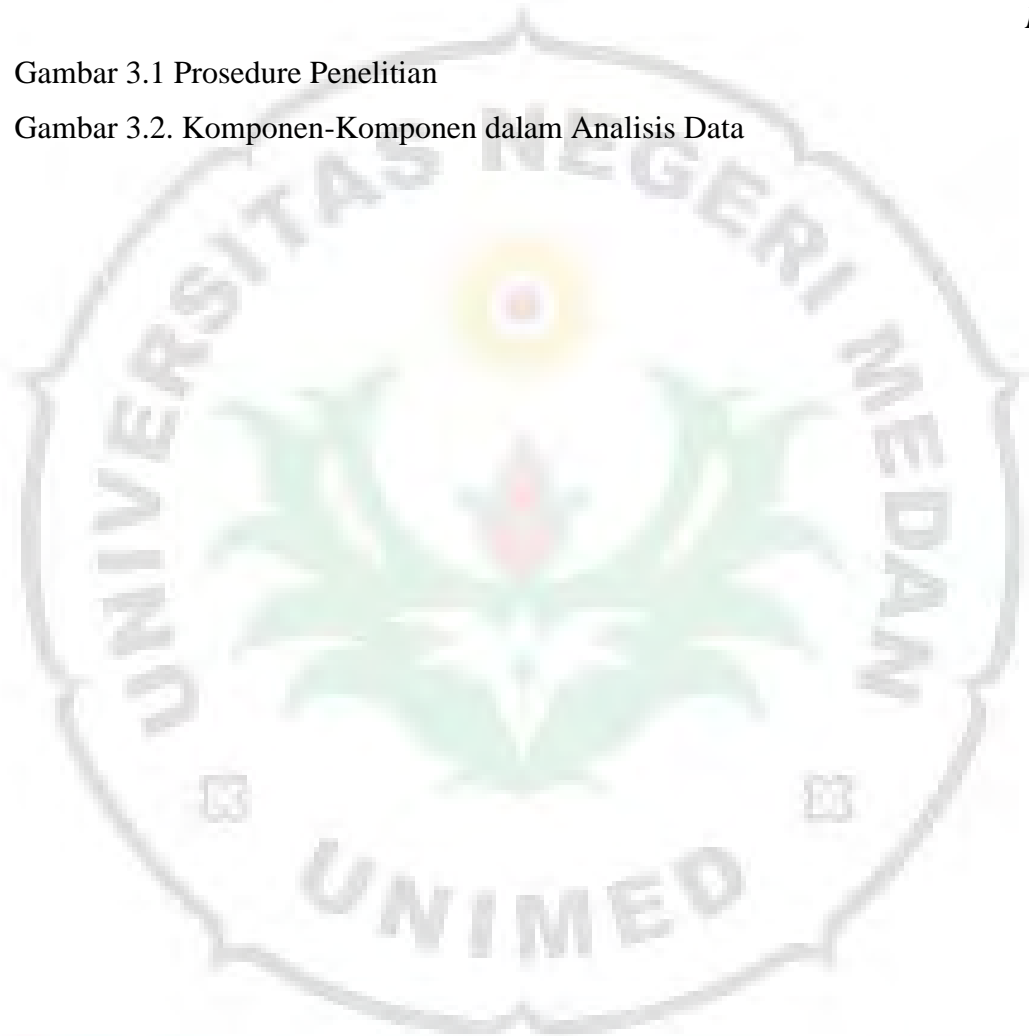 Gambar 3.1 Prosedure Penelitian
Gambar 3.2. Komponen-Komponen dalam Analisis Data
UNIVERSITAS NEGERI MEDAN
UNIMED